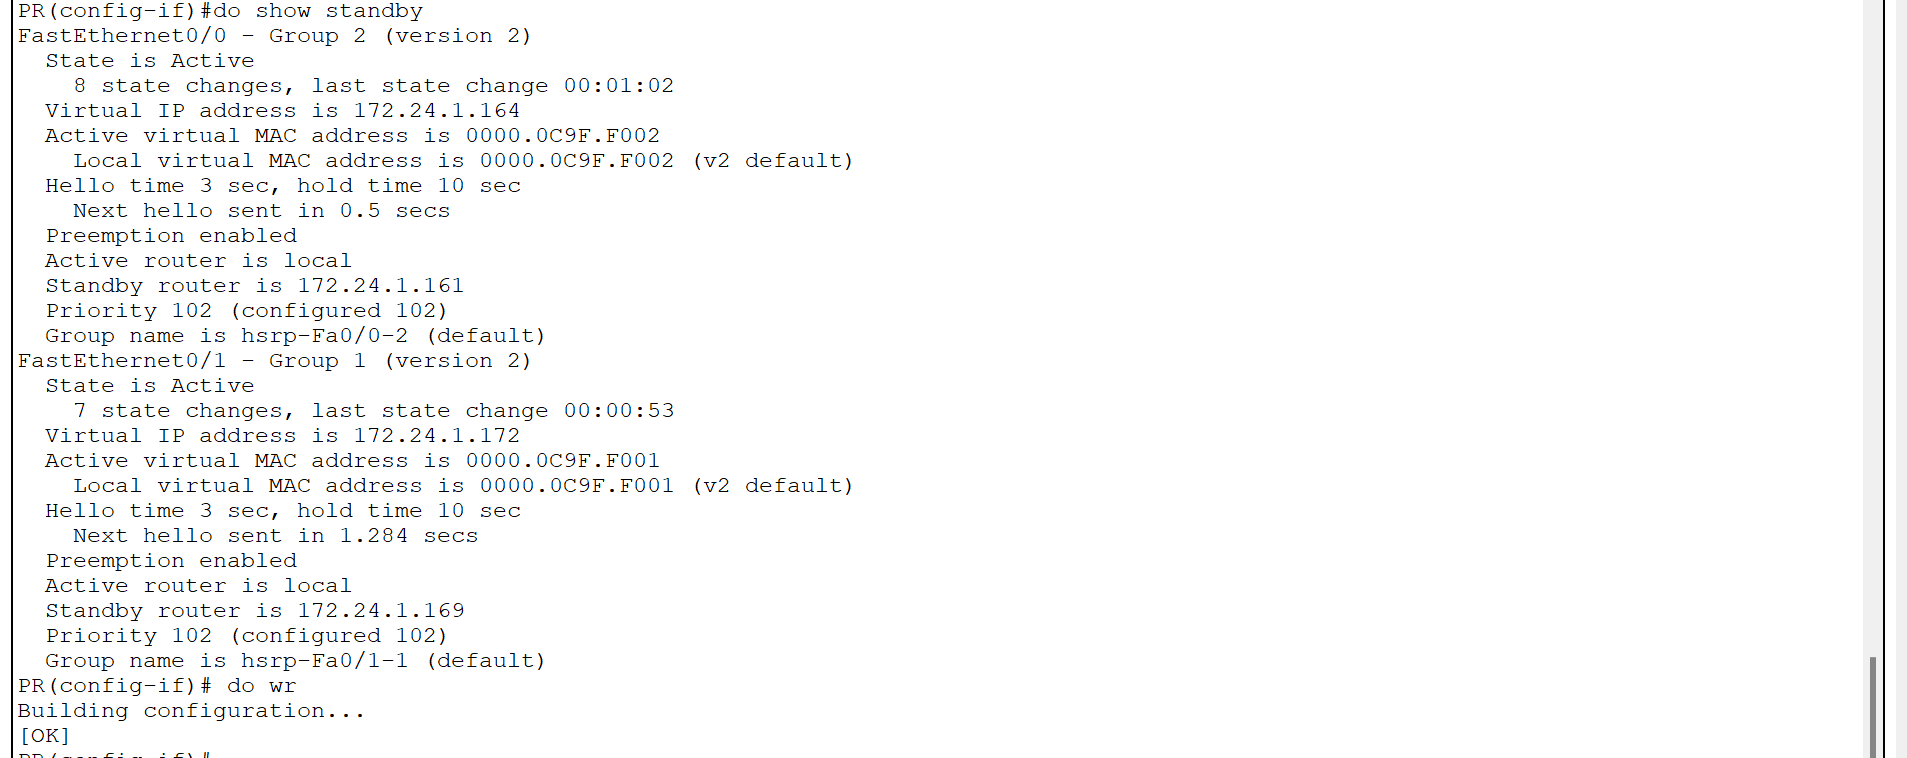 PR(config-if)#do show standby
FastEthernet0/0 - Group 2 (version 2)
State is Active
8 state changes, last state change 00:01:02
Virtual IP address is 172.24.1.164
Active virtual MAC address is 0000.0C9F.F002
Local virtual MAC address is 0000.0C9F.F002 (v2 default)
Hello time 3 sec, hold time 10 sec
Next hello sent in 0.5 secs
Preemption enabled
Active router is local
Standby router is 172.24.1.161
Priority 102 (configured 102)
Group name is hsrp-Fa0/0-2 (default)
FastEthernet0/1 - Group 1 (version 2)
State is Active
7 state changes, last state change 00:00:53
Virtual IP address is 172.24.1.172
Active virtual MAC address is 0000.0C9F.F001
Local virtual MAC address is 0000.0C9F.F001 (v2 default)
Hello time 3 sec, hold time 10 sec
Next hello sent in 1.284 secs
Preemption enabled
Active router is local
Standby router is 172.24.1.169
Priority 102 (configured 102)
Group name is hsrp-Fa0/1-1 (default)
PR(config-if)# do wr
Building configuration...
[OK]